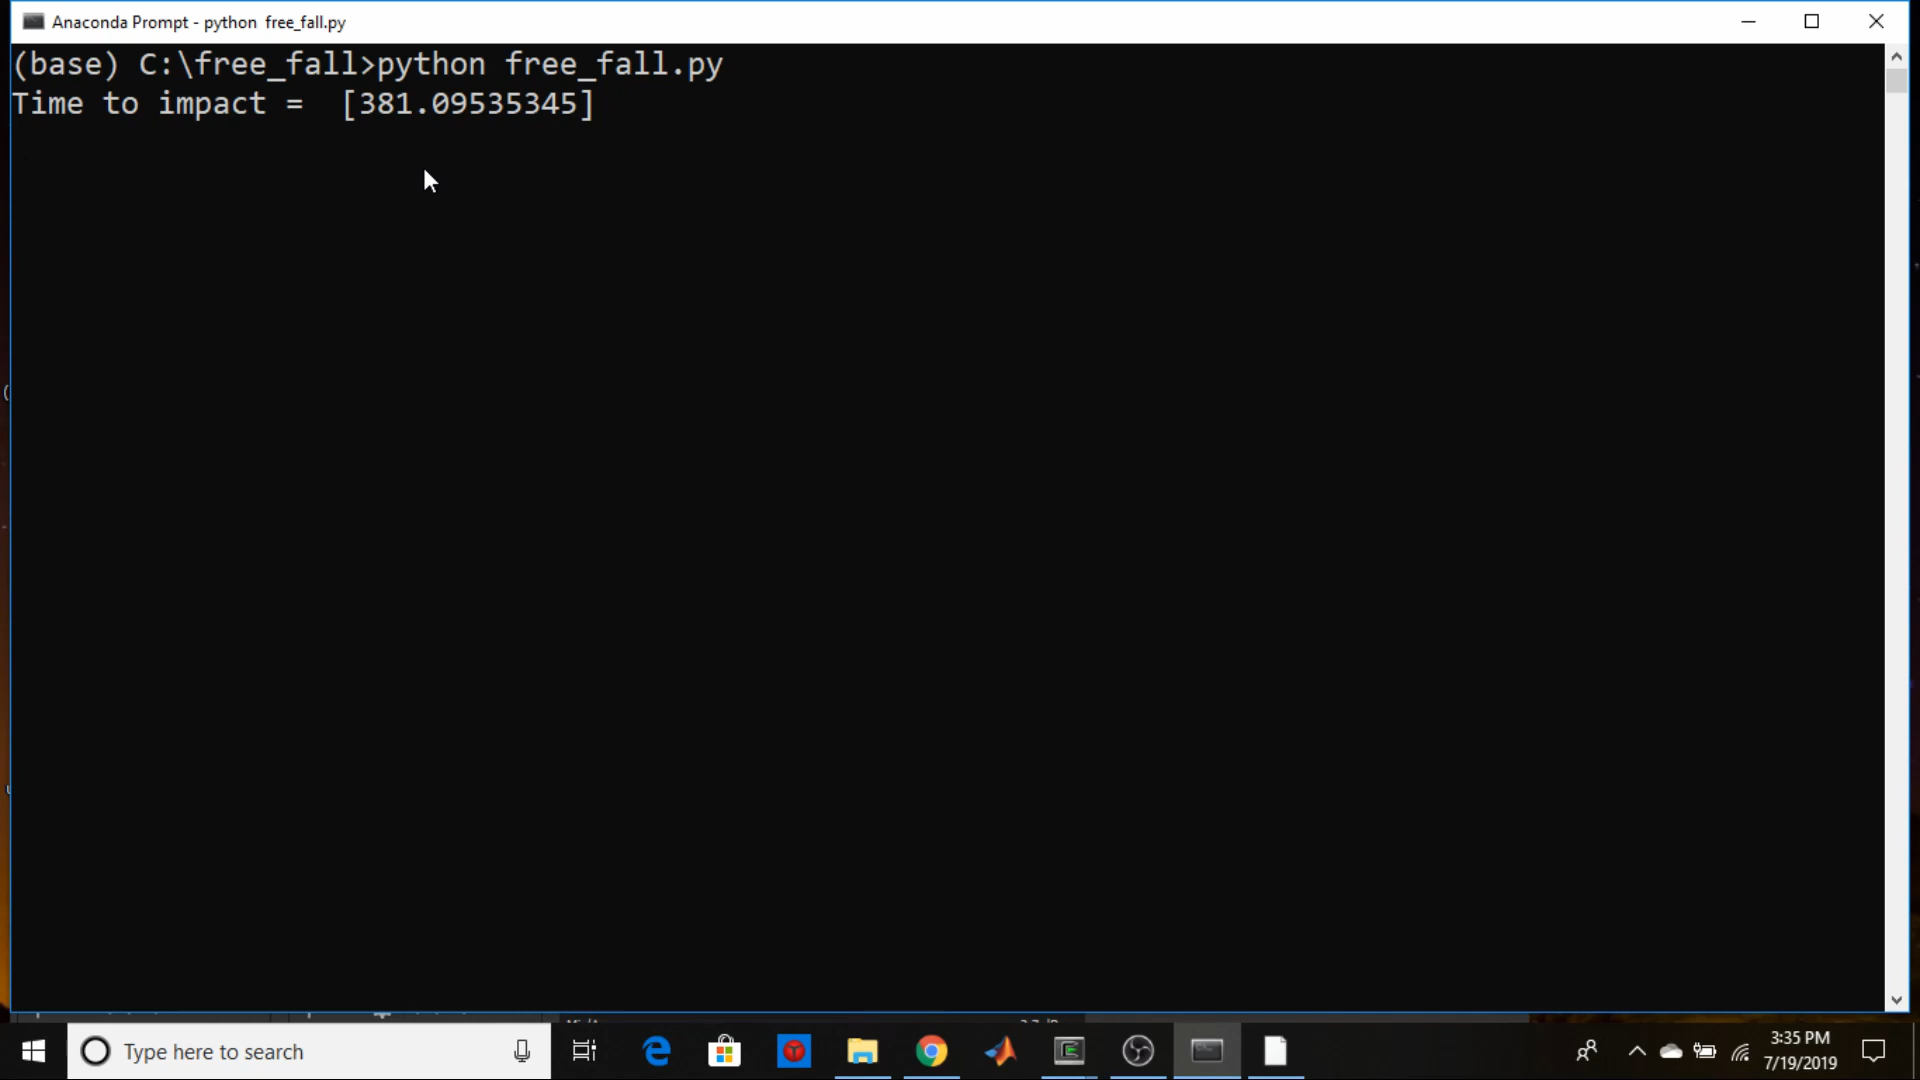 Anaconda Prompt - python  free_fall.py
(base) C:\free_fall>python free_fall.py
Time to impact =  [381.09535345]
Type here to search
3:35 PM
7/19/2019